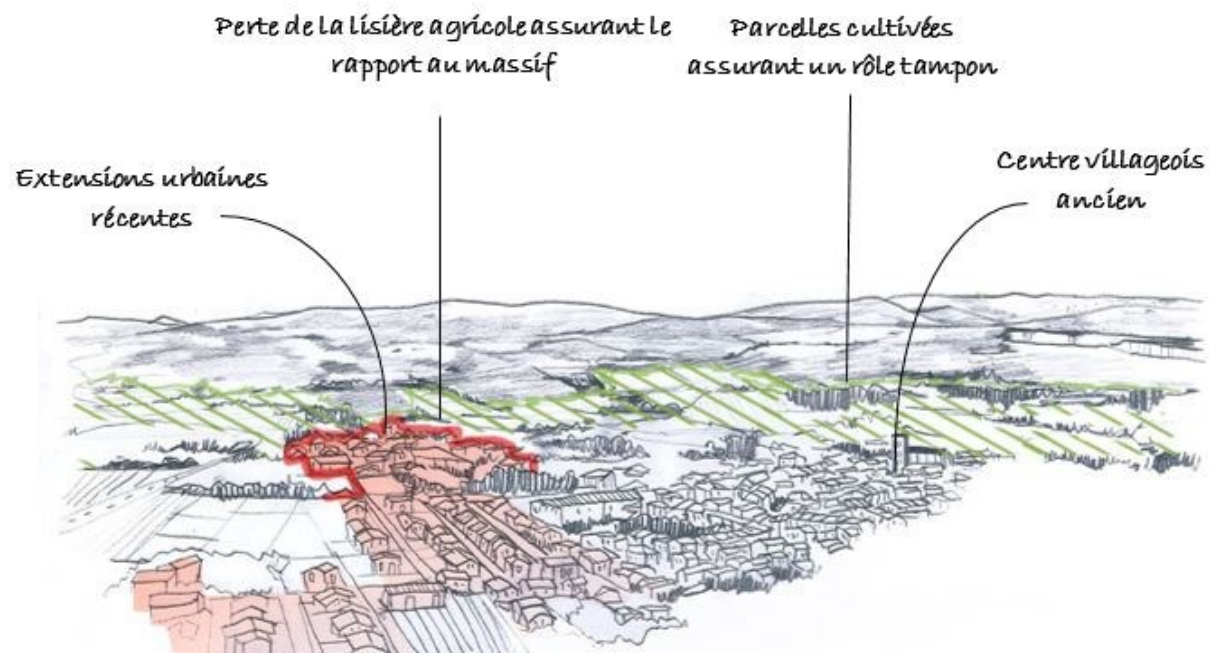 Perte de la lisière agricole assurant le
rapport au massif
Parcelles cultivées
assurant un rôle tampon
Extensions urbaines
récentes
Centre villageois
ancien